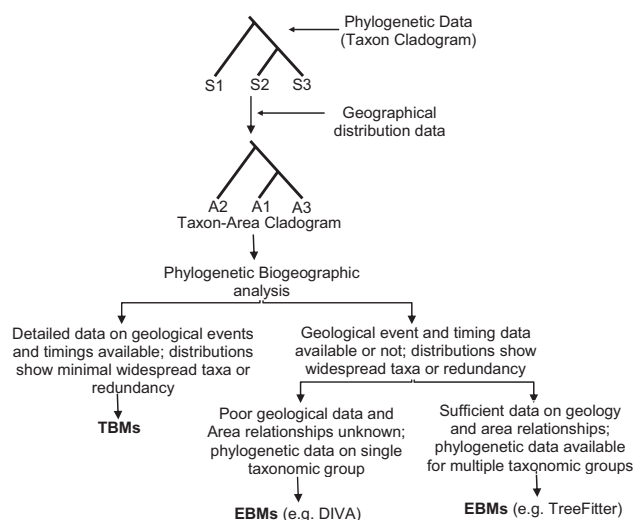 Phylogenetic Data
(Taxon Cladogram)
S1 S2 S3
Geographical
distribution data
A2 A1 A3
Taxon-Area Cladogram
Phylogenetic Biogeographic
analysis
Detailed data on geological events
and timings available; distributions
show minimal widespread taxa or
redundancy
TBMs
Geological event and timing data
available or not; distributions show
widespread taxa or redundancy
Poor geological data and
Area relationships unknown;
phylogenetic data on single
taxonomic group
EBMs (e.g. DIVA)
Sufficient data on geology
and area relationships;
phylogenetic data available
for multiple taxonomic groups
EBMs (e.g. TreeFitter)